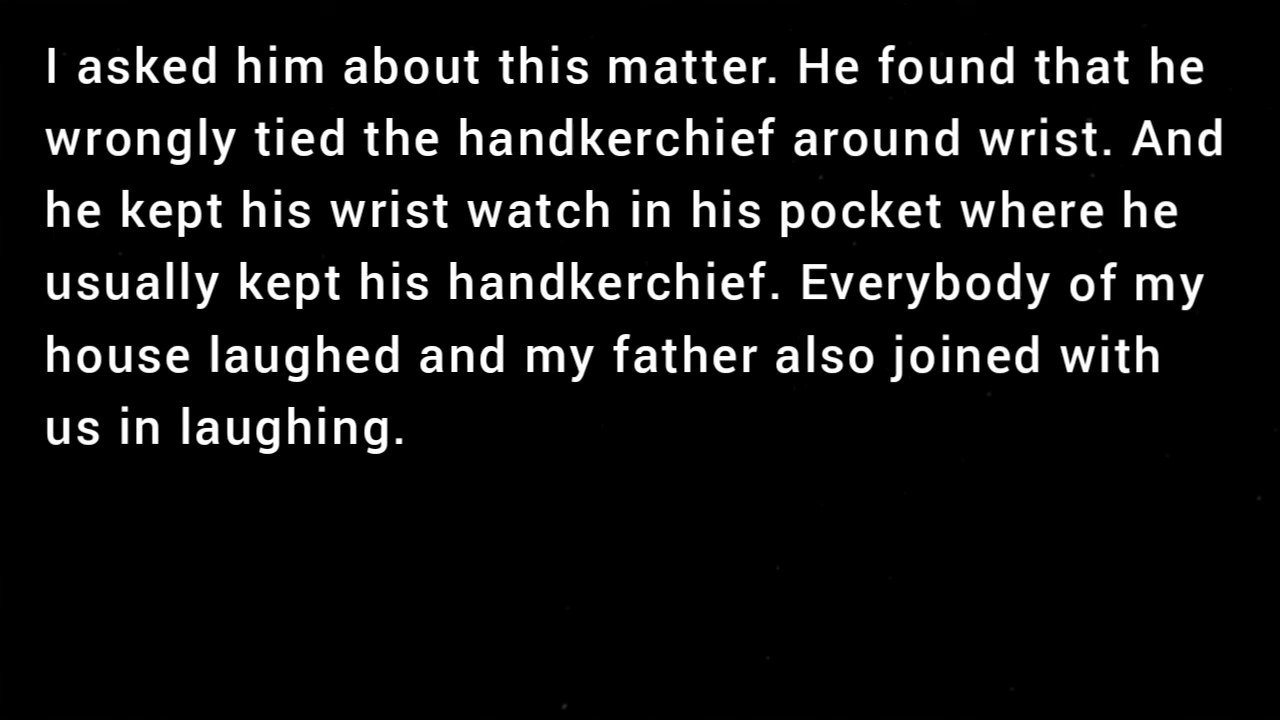 I asked him about this matter. He found that he
wrongly tied the handkerchief around wrist. And
he kept his wrist watch in his pocket where he
usually kept his handkerchief. Everybody of my
house laughed and my father also joined with
us in laughing.